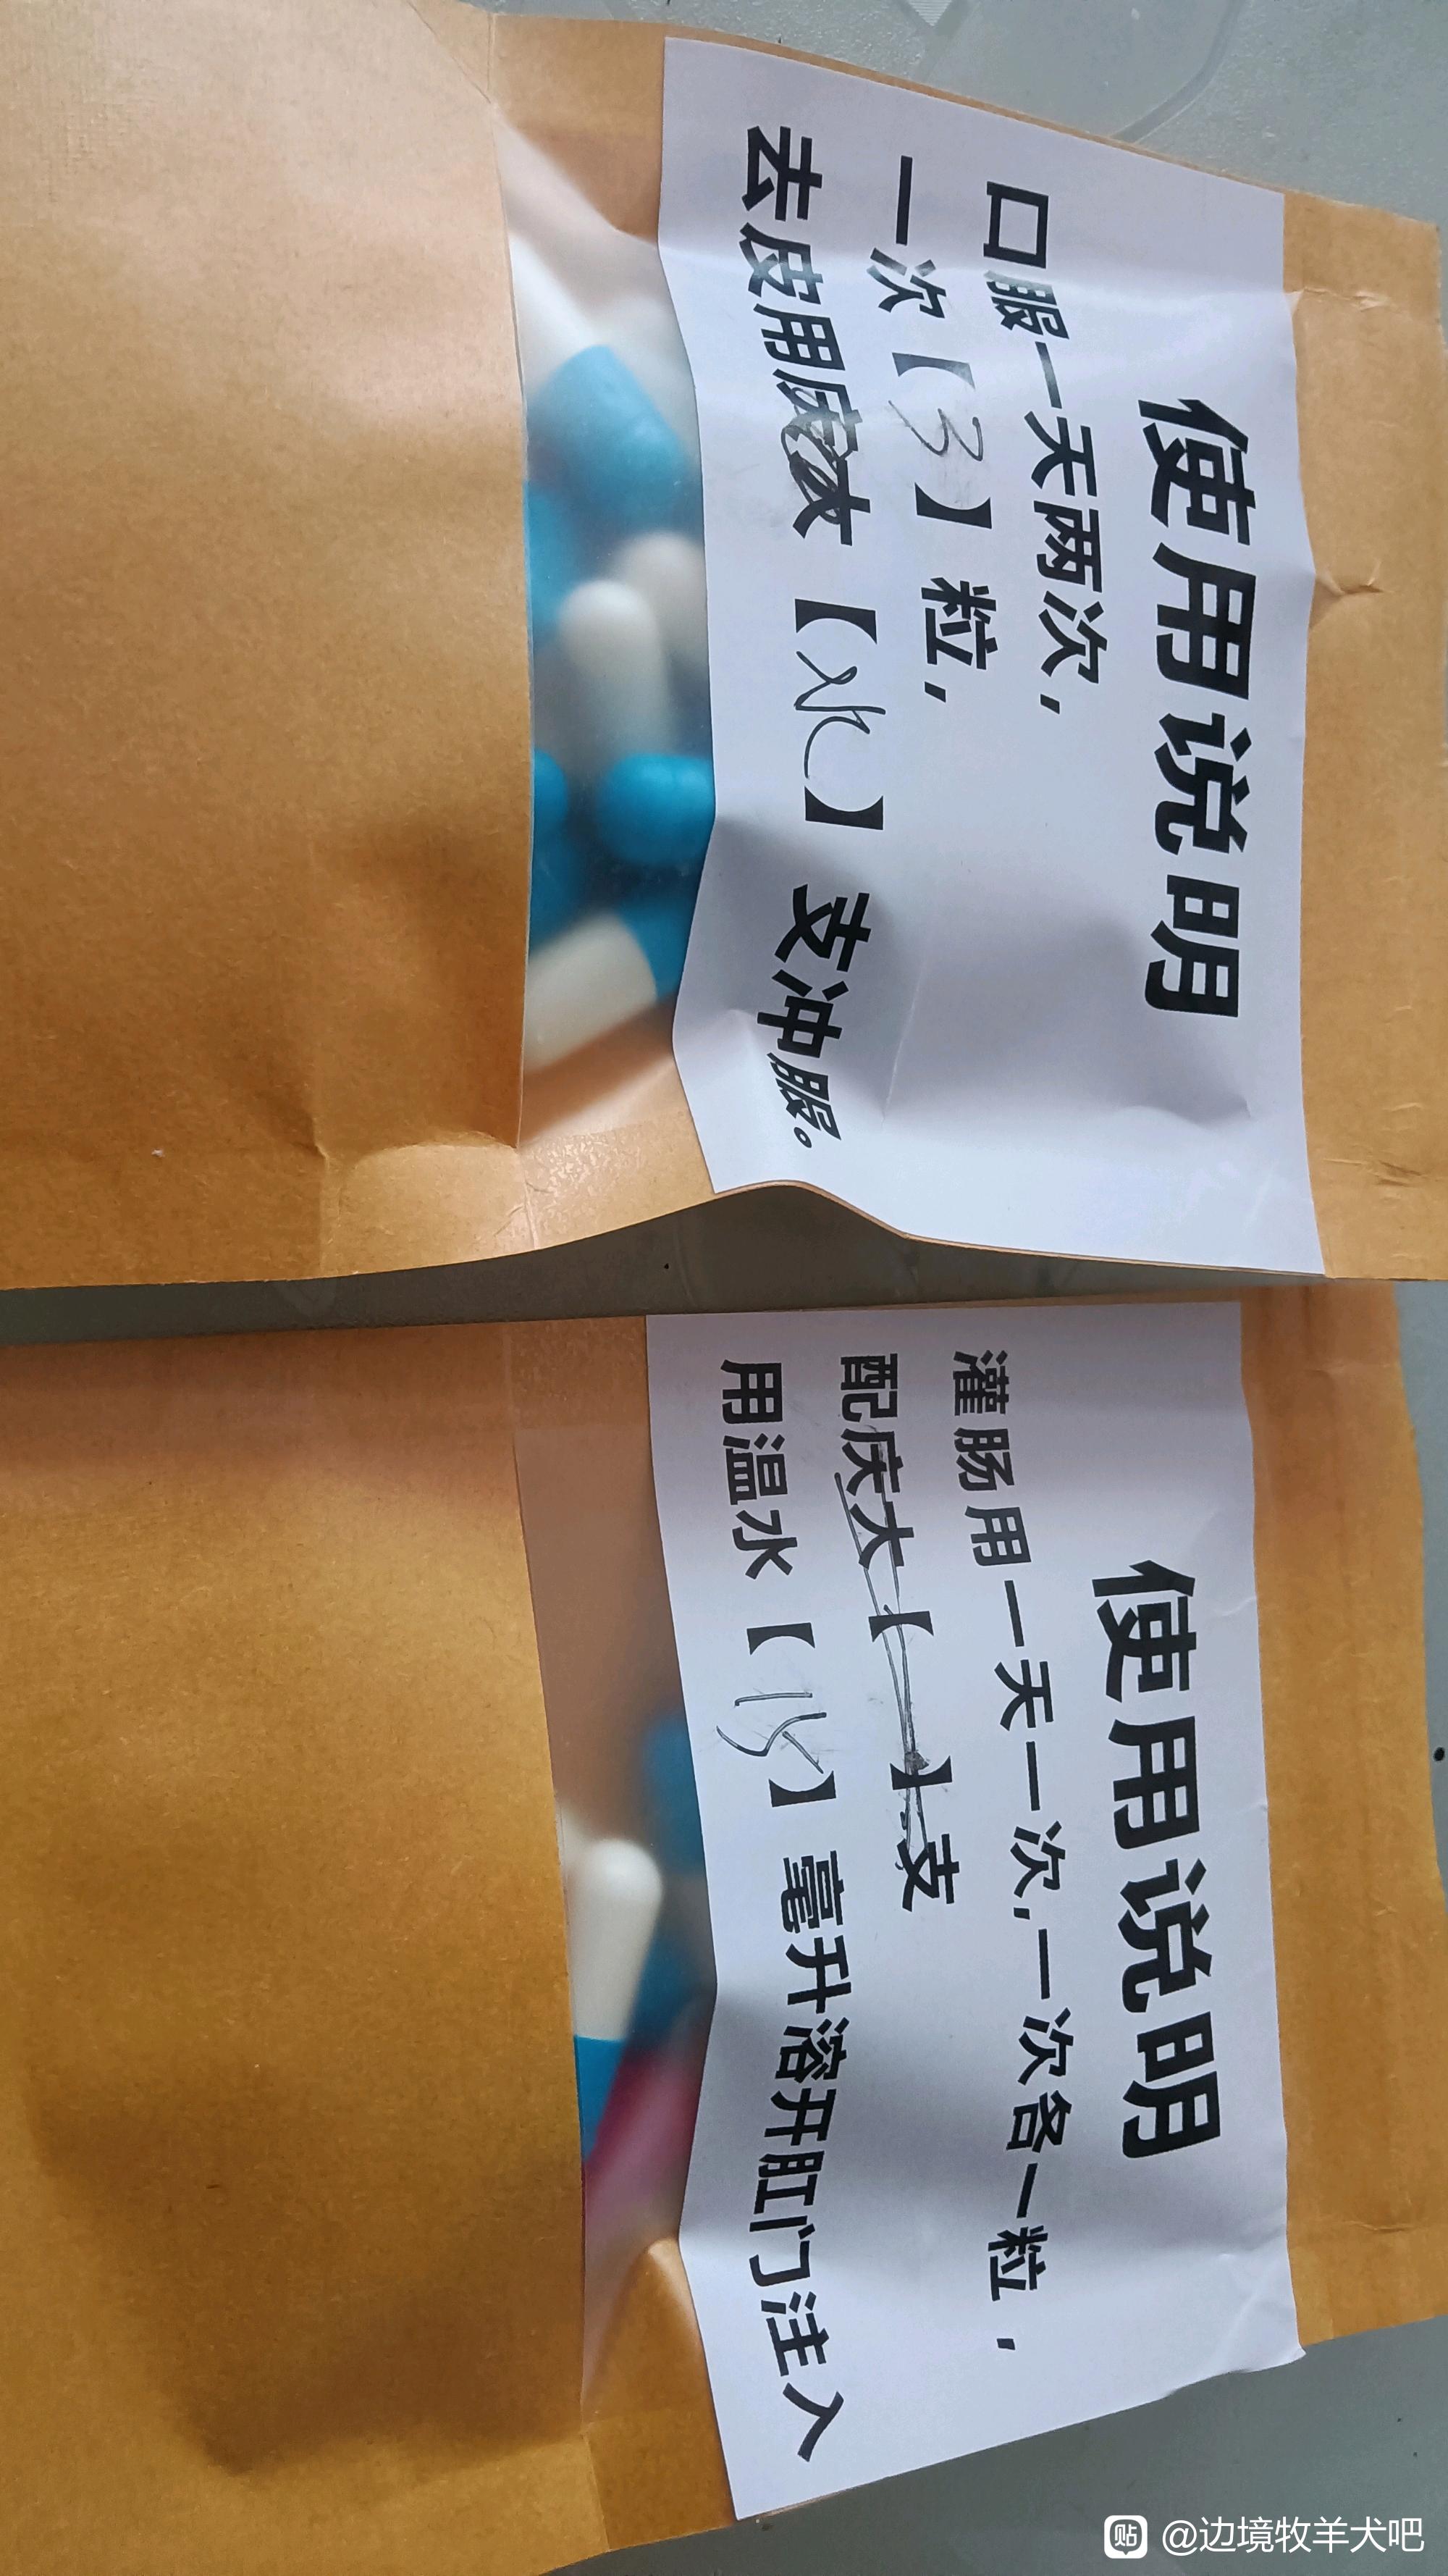 使用说明
口服一天两次,
一次【3】粒,
去皮用庆大【水】支冲服。
使用说明
灌肠用一天一次,一次各一粒,
配庆大【】支
用温水【15】毫升溶开肛门注入
贴 @边境牧羊犬吧